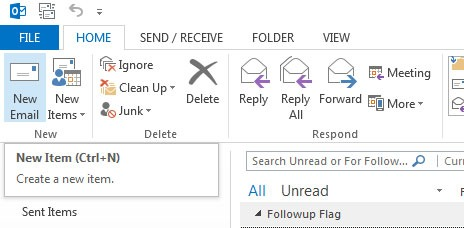 FILE HOME SEND / RECEIVE FOLDER VIEW
New Email
New Items
Ignore
Clean Up
Junk
Delete
Reply
Reply All
Forward
Meeting
More
New Delete Respond
New Item (Ctrl+N)
Create a new item.
Sent Items
Search Unread or For Follow...
All Unread
Followup Flag